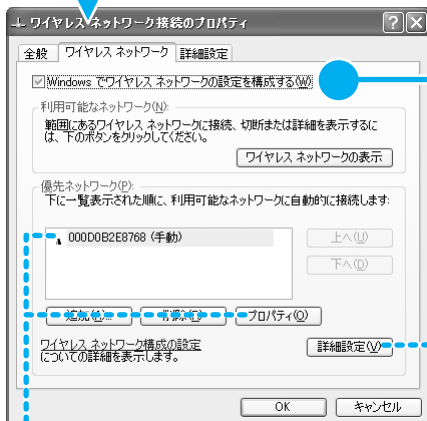 ワイヤレス ネットワーク接続のプロパティ
全般 ワイヤレス ネットワーク 詳細設定
Windows でワイヤレス ネットワークの設定を構成する(W)
利用可能なネットワーク(N):
範囲にあるワイヤレス ネットワークに接続、切断または詳細を表示するに
は、下のボタンをクリックしてください。
ワイヤレス ネットワークの表示
優先ネットワーク(P):
下に一覧表示された順に、利用可能なネットワークに自動的に接続します:
000D0B2E8768 (手動)
上へ(U)
下へ(D)
追加(A)... 削除(R) プロパティ(O)
ワイヤレス ネットワーク構成の設定
についての詳細を表示します。
詳細設定(V)
OK キャンセル